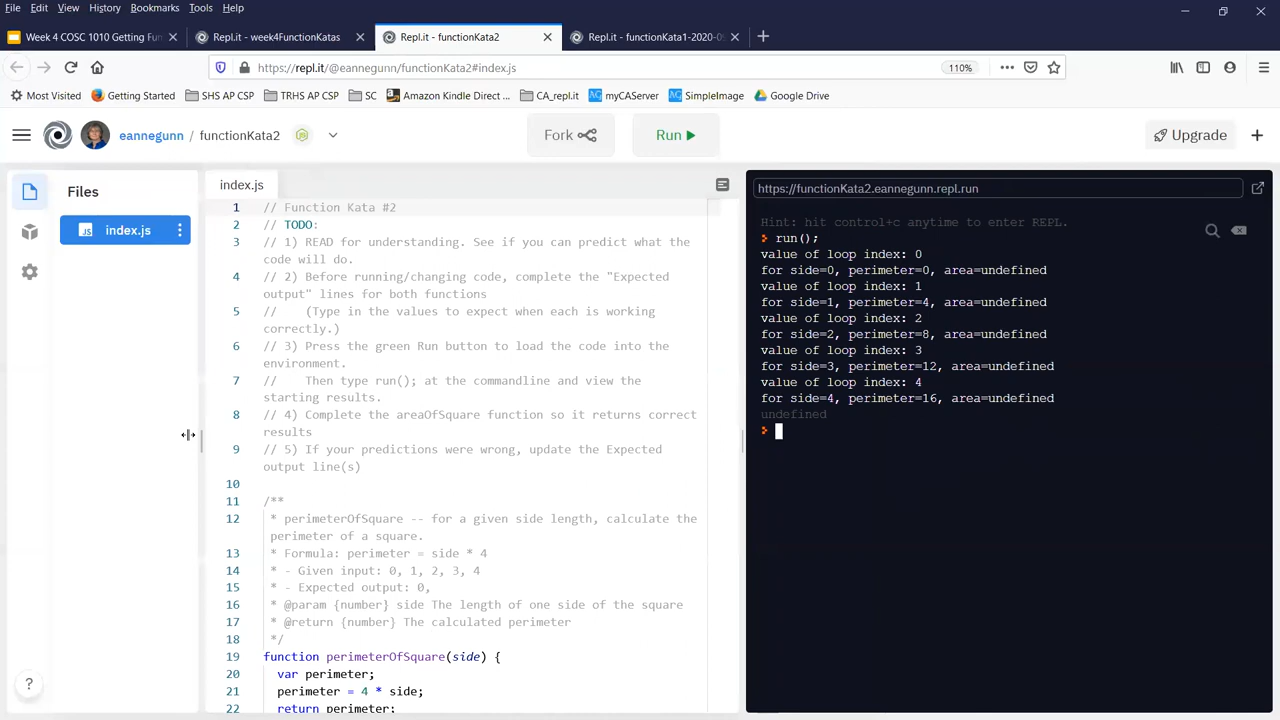 File Edit View History Bookmarks Tools Help
Week 4 COSC 1010 Getting Fun
Repl.it - week4FunctionKatas
Repl.it - functionKata2
Repl.it - functionKata1-2020-0
https://repl.it/@eannegunn/functionKata2#index.js
110%
Most Visited
Getting Started
SHS AP CSP
TRHS AP CSP
SC
Amazon Kindle Direct ...
CA_repl.it
myCAServer
SimpleImage
Google Drive
eannegunn / functionKata2
Fork
Run
Upgrade
Files
index.js
index.js
1 // Function Kata #2
2 // TODO:
3 // 1) READ for understanding. See if you can predict what the
code will do.
4 // 2) Before running/changing code, complete the "Expected
output" lines for both functions
5 // (Type in the values to expect when each is working
correctly.)
6 // 3) Press the green Run button to load the code into the
environment.
7 // Then type run(); at the commandline and view the
starting results.
8 // 4) Complete the areaOfSquare function so it returns correct
results
9 // 5) If your predictions were wrong, update the Expected
output line(s)
10
11 /**
12 * perimeterOfSquare -- for a given side length, calculate the
perimeter of a square.
13 * Formula: perimeter = side * 4
14 * - Given input: 0, 1, 2, 3, 4
15 * - Expected output: 0,
16 * @param {number} side The length of one side of the square
17 * @return {number} The calculated perimeter
18 */
19 function perimeterOfSquare(side) {
20 var perimeter;
21 perimeter = 4 * side;
22 return perimeter;
https://functionKata2.eannegunn.repl.run
Hint: hit control+c anytime to enter REPL.
> run();
value of loop index: 0
for side=0, perimeter=0, area=undefined
value of loop index: 1
for side=1, perimeter=4, area=undefined
value of loop index: 2
for side=2, perimeter=8, area=undefined
value of loop index: 3
for side=3, perimeter=12, area=undefined
value of loop index: 4
for side=4, perimeter=16, area=undefined
undefined
>
?